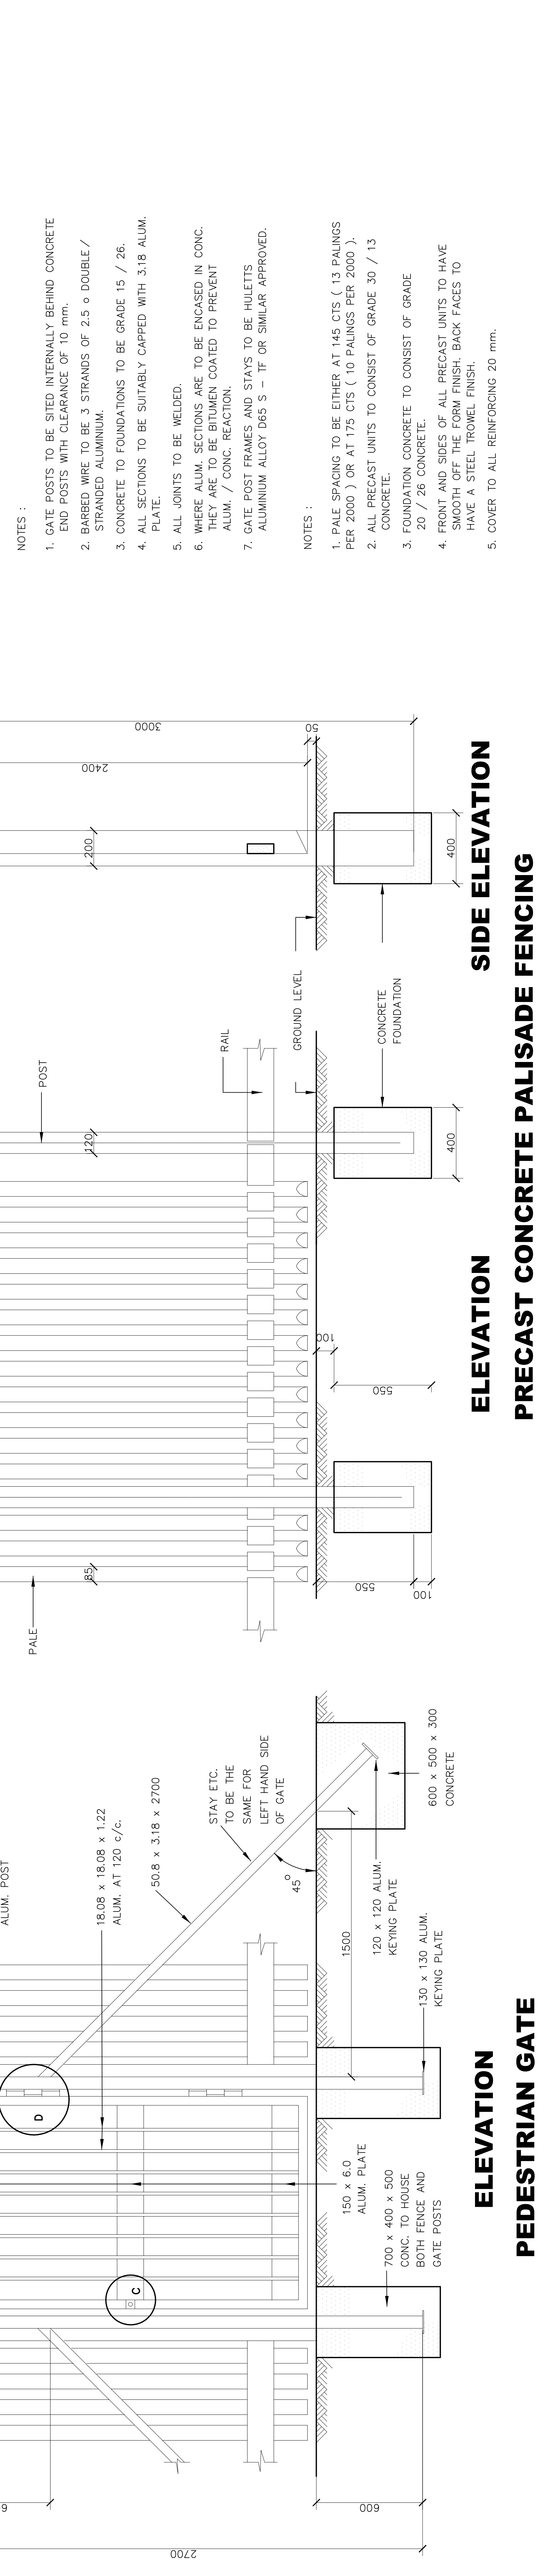 NOTES :
1. GATE POSTS TO BE SITED INTERNALLY BEHIND CONCRETE
END POSTS WITH CLEARANCE OF 10 mm.
2. BARBED WIRE TO BE 3 STRANDS OF 2.5 o DOUBLE /
STRANDED ALUMINIUM.
3. CONCRETE TO FOUNDATIONS TO BE GRADE 15 / 26.
4. ALL SECTIONS TO BE SUITABLY CAPPED WITH 3.18 ALUM.
PLATE.
5. ALL JOINTS TO BE WELDED.
6. WHERE ALUM. SECTIONS ARE TO BE ENCASED IN CONC.
THEY ARE TO BE BITUMEN COATED TO PREVENT
ALUM. / CONC. REACTION.
7. GATE POST FRAMES AND STAYS TO BE HULETTS
ALUMINIUM ALLOY D65 S – TF OR SIMILAR APPROVED.
NOTES :
1. PALE SPACING TO BE EITHER AT 145 CTS ( 13 PALINGS
PER 2000 ) OR AT 175 CTS ( 10 PALINGS PER 2000 ).
2. ALL PRECAST UNITS TO CONSIST OF GRADE 30 / 13
CONCRETE.
3. FOUNDATION CONCRETE TO CONSIST OF GRADE
20 / 26 CONCRETE.
4. FRONT AND SIDES OF ALL PRECAST UNITS TO HAVE
SMOOTH OFF THE FORM FINISH. BACK FACES TO
HAVE A STEEL TROWEL FINISH.
5. COVER TO ALL REINFORCING 20 mm.
3000
2400
50
200
400
SIDE ELEVATION
POST
RAIL
GROUND LEVEL
CONCRETE
FOUNDATION
120
400
100
550
PALE
85
550
100
ELEVATION
PRECAST CONCRETE PALISADE FENCING
ALUM. POST
18.08 x 18.08 x 1.22
ALUM. AT 120 c/c.
50.8 x 3.18 x 2700
STAY ETC.
TO BE THE
SAME FOR
LEFT HAND SIDE
OF GATE
45°
1500
600 x 500 x 300
CONCRETE
120 x 120 ALUM.
KEYING PLATE
130 x 130 ALUM.
KEYING PLATE
D
C
150 x 6.0
ALUM. PLATE
700 x 400 x 500
CONC. TO HOUSE
BOTH FENCE AND
GATE POSTS
600
2700
ELEVATION
PEDESTRIAN GATE